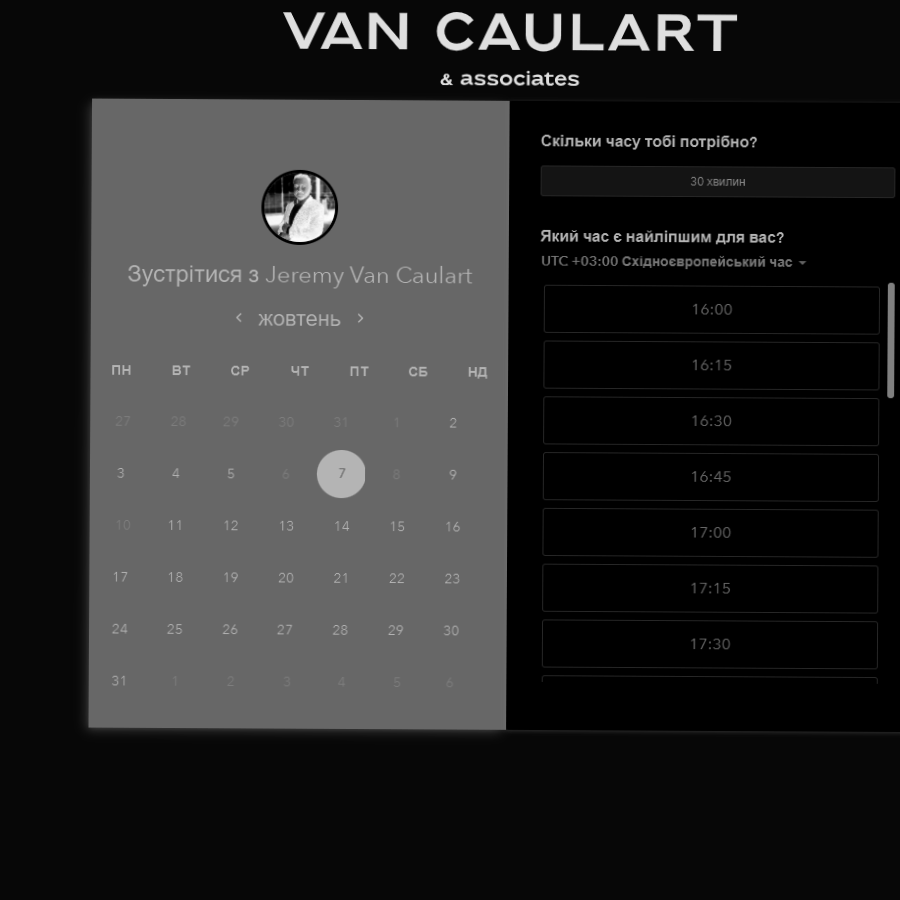 VAN CAULART
& associates
Зустрітися з Jeremy Van Caulart
жовтень
ПН ВТ СР ЧТ ПТ СБ НД
27 28 29 30 31 1 2
3 4 5 6 7 8 9
10 11 12 13 14 15 16
17 18 19 20 21 22 23
24 25 26 27 28 29 30
31 1 2 3 4 5 6
Скільки часу тобі потрібно?
30 хвилин
Який час є найліпшим для вас?
UTC +03:00 Східноєвропейський час
16:00
16:15
16:30
16:45
17:00
17:15
17:30